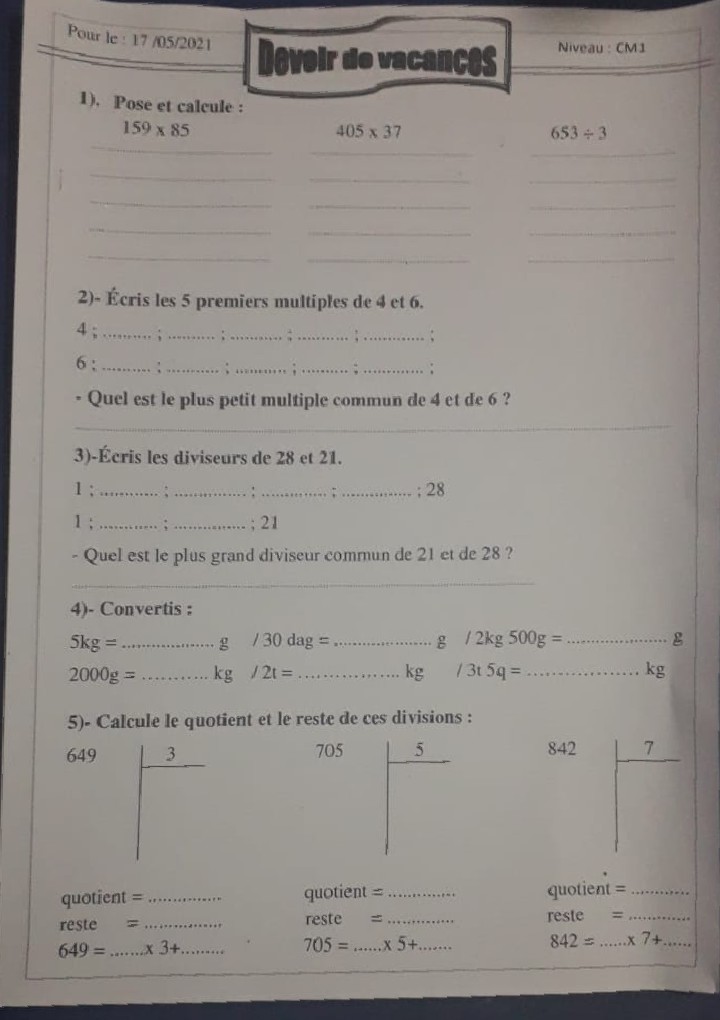 Pour le : 17 /05/2021
Devoir de vacances
Niveau : CM1
1). Pose et calcule :
159 x 85 405 x 37 653 ÷ 3
2)- Écris les 5 premiers multiples de 4 et 6.
4 ; .......... ; .......... ; ........... ; ........... ; ............. ;
6 ; .......... ; ........... ; ........... ; .......... ; ............. ;
- Quel est le plus petit multiple commun de 4 et de 6 ?
3)-Écris les diviseurs de 28 et 21.
1 ; ............ ; ............... ; .............. ; ............... ; 28
1 ; ............ ; ............... ; 21
- Quel est le plus grand diviseur commun de 21 et de 28 ?
4)- Convertis :
5kg = ................... g / 30 dag = ..................... g / 2kg 500g = ..................... g
2000g = ........... kg / 2t = ................. kg / 3t 5q = .................. kg
5)- Calcule le quotient et le reste de ces divisions :
649 3 705 5 842 7
quotient = ............... quotient = .............. quotient = ............
reste = ................ reste = .............. reste = .............
649 = .......x 3+......... 705 = ......x 5+....... 842 = ......x 7+......